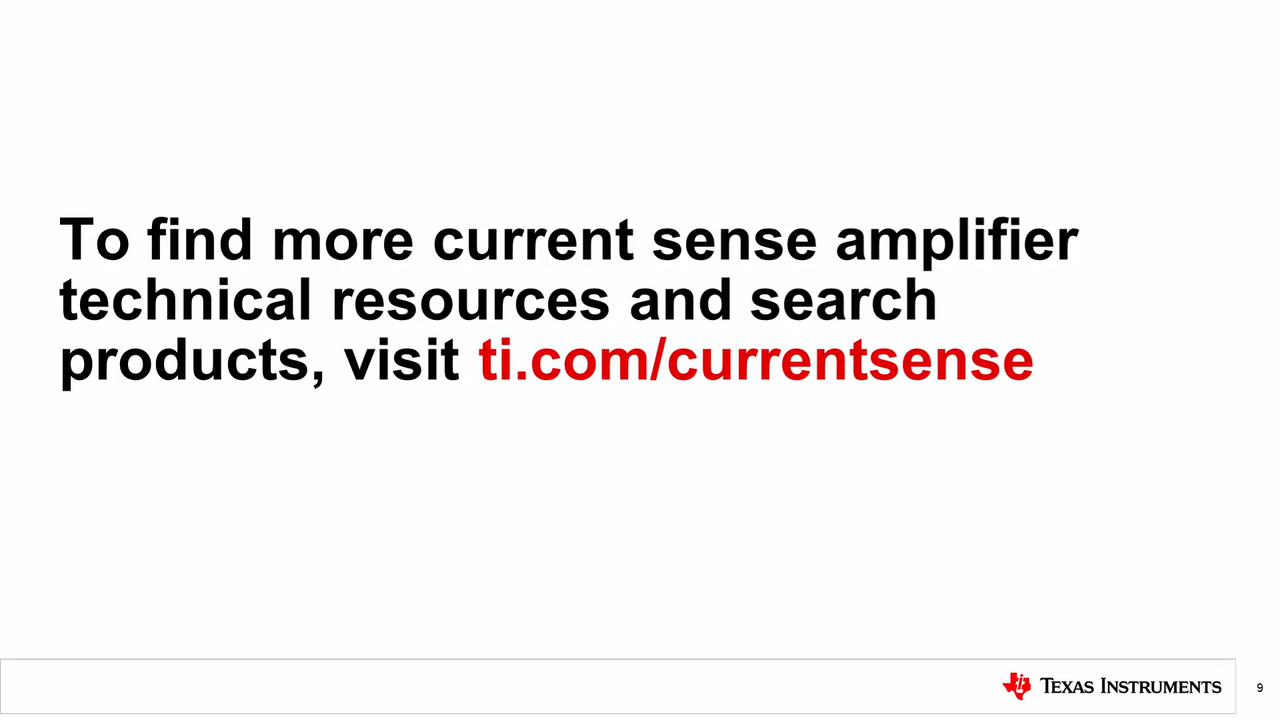 To find more current sense amplifier
technical resources and search
products, visit ti.com/currentsense
TEXAS INSTRUMENTS
9